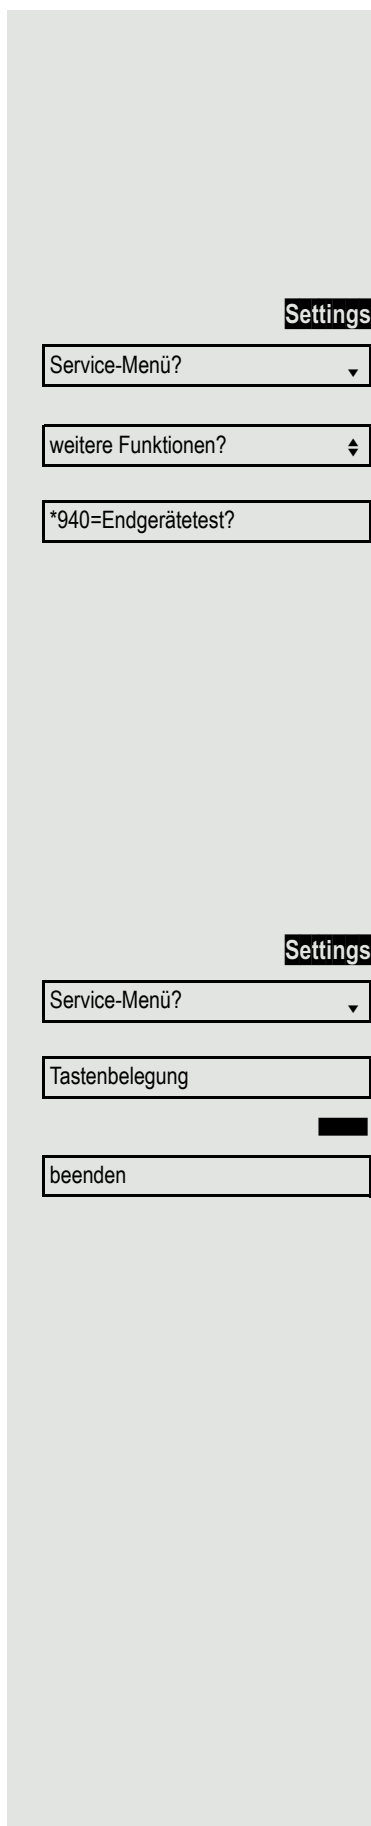 Settings
Service-Menü?
weitere Funktionen?
*940=Endgerätetest?
Settings
Service-Menü?
Tastenbelegung
beenden